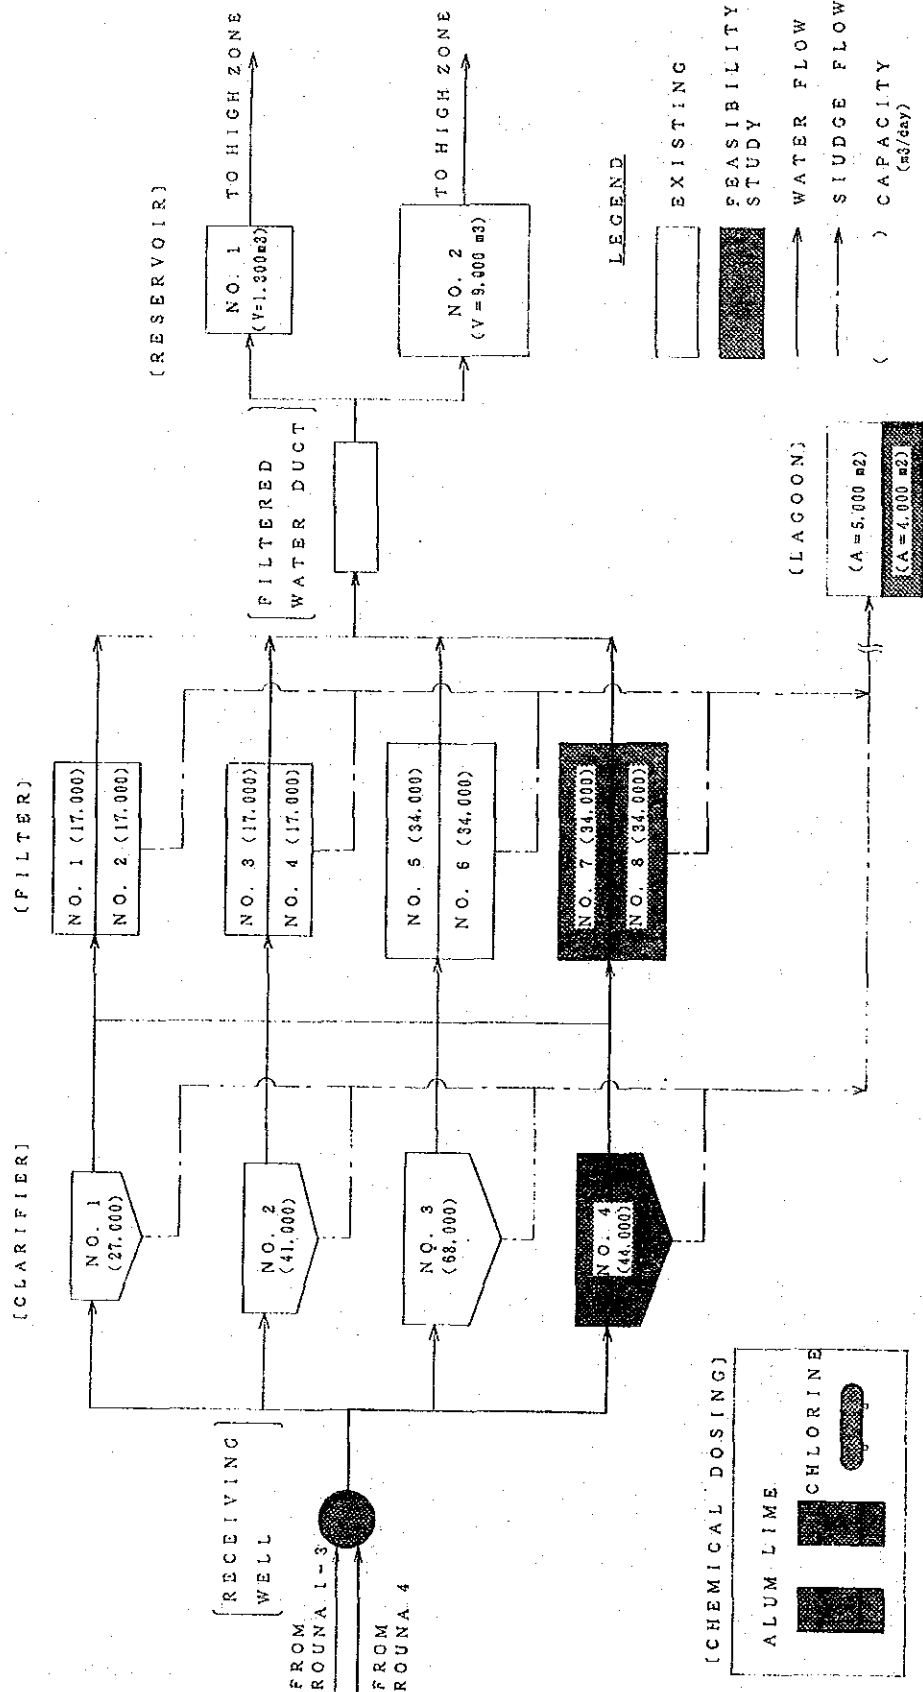 [RECEIVING
WELL]
FROM
ROUNA 1-3
FROM
ROUNA 4
[CLARIFIER]
NO. 1
(27.000)
NO. 2
(41.000)
NO. 3
(68.000)
NO. 4
(44.000)
[FILTER]
NO. 1 (17.000)
NO. 2 (17.000)
NO. 3 (17.000)
NO. 4 (17.000)
NO. 5 (34.000)
NO. 6 (34.000)
NO. 7 (34.000)
NO. 8 (34.000)
[FILTERED
WATER DUCT]
[RESERVOIR]
NO. 1
(V=1.300m3)
TO HIGH ZONE
NO. 2
(V=9.000 m3)
TO HIGH ZONE
[CHEMICAL DOSING]
ALUM LIME
CHLORINE
[LAGOON]
(A=5.000 m2)
(A=4.000 m2)
LEGEND
EXISTING
FEASIBILITY
STUDY
WATER FLOW
SIUDGE FLOW
( ) CAPACITY
(m3/day)